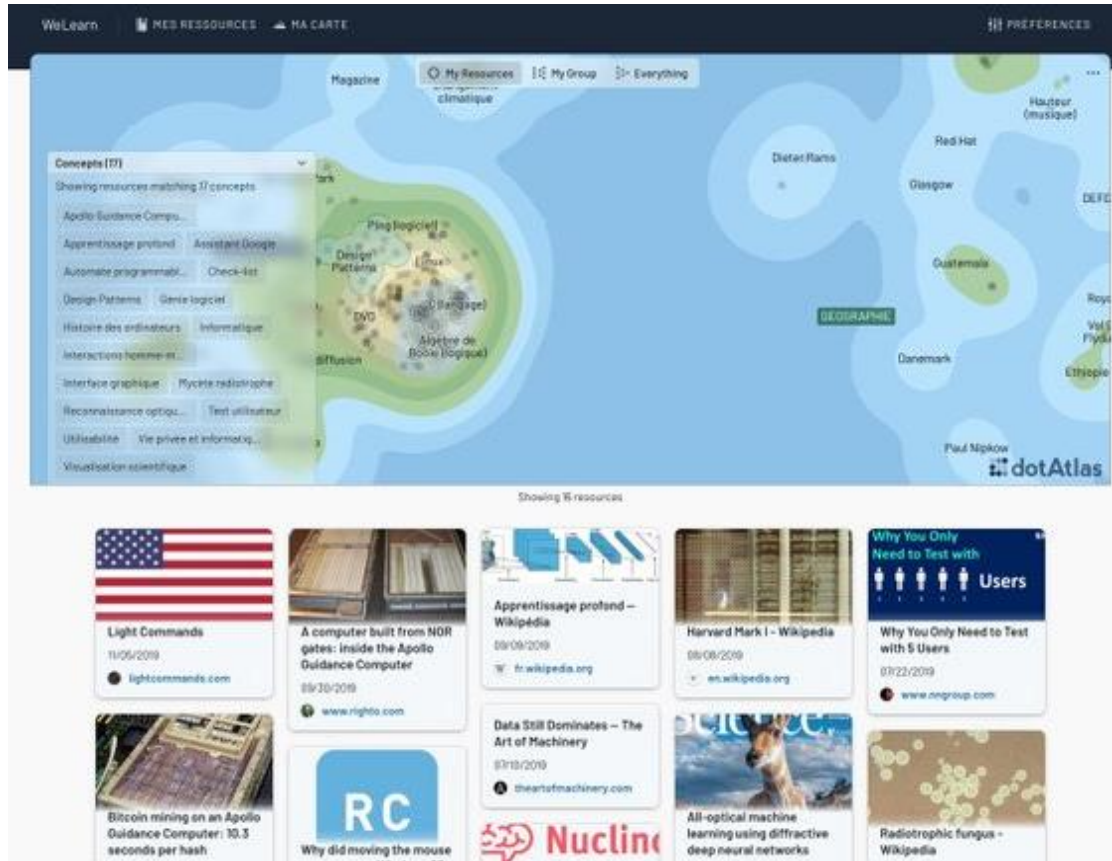 WeLearn
MES RESSOURCES
MA CARTE
PRÉFÉRENCES
My Resources
My Group
Everything
Magazine
climatique
Hauteur
(musique)
Red Hat
Dieter Rams
Glasgow
DEFC
Concepts (17)
Showing resources matching 17 concepts
Apollo Guidance Compu...
Apprentissage profond
Assistant Google
Automate programmabl...
Check-list
Design Patterns
Génie logiciel
Histoire des ordinateurs
Informatique
Interactions homme-m...
Interface graphique
Mycète radiotrophe
Reconnaissance optiqu...
Test utilisateur
Utilisabilité
Vie privée et informatiq...
Visualisation scientifique
Ping (logiciel)
Design
Patterns
Linux
C (langage)
DVD
Algèbre de
Boole (logique)
diffusion
Guatemala
GÉOGRAPHIE
Danemark
Ethiopie
Paul Nipkow
dotAtlas
Showing 16 resources
Light Commands
11/05/2019
lightcommands.com
A computer built from NOR
gates: inside the Apollo
Guidance Computer
09/30/2019
www.righto.com
Apprentissage profond —
Wikipédia
09/09/2019
fr.wikipedia.org
Harvard Mark I - Wikipedia
08/08/2019
en.wikipedia.org
Why You Only
Need to Test with
Users
Why You Only Need to Test
with 5 Users
07/22/2019
www.nngroup.com
Bitcoin mining on an Apollo
Guidance Computer: 10.3
seconds per hash
RC
Why did moving the mouse
Data Still Dominates — The
Art of Machinery
07/10/2019
theartofmachinery.com
Nuclino
Science
All-optical machine
learning using diffractive
deep neural networks
Radiotrophic fungus -
Wikipedia